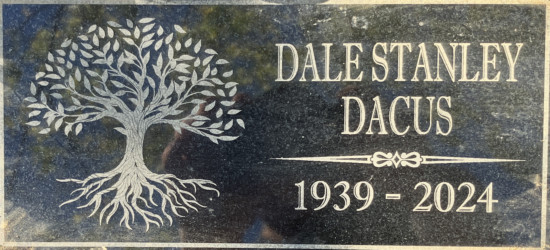 DALE STANLEY
DACUS
1939 - 2024